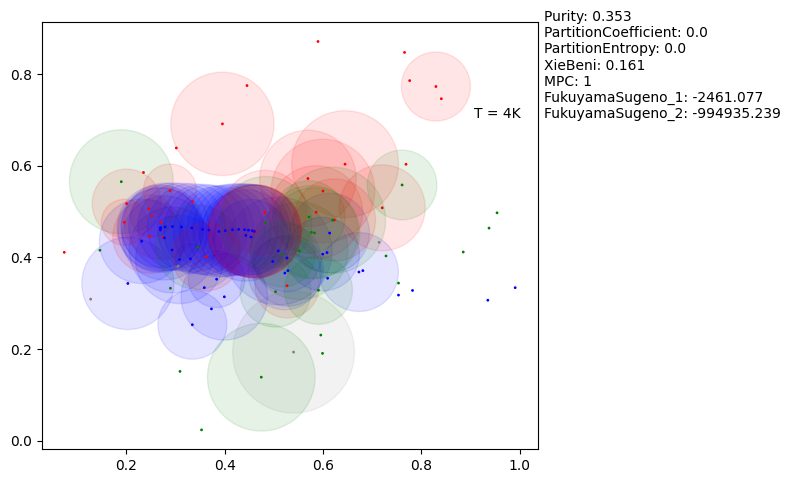 Purity: 0.353
PartitionCoefficient: 0.0
PartitionEntropy: 0.0
XieBeni: 0.161
MPC: 1
FukuyamaSugeno_1: -2461.077
FukuyamaSugeno_2: -994935.239
0.8
T = 4K
0.6
0.4
0.2
0.0
0.2 0.4 0.6 0.8 1.0